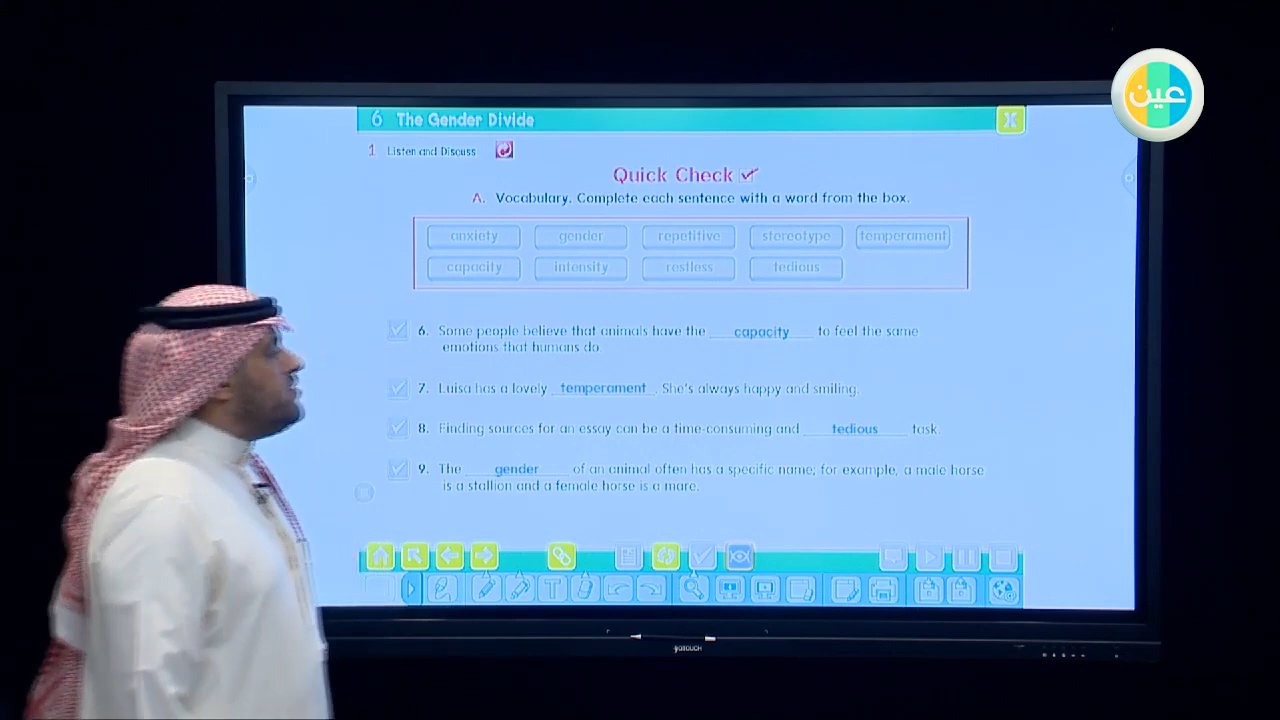 عين
6 The Gender Divide
1 Listen and Discuss
Quick Check
A. Vocabulary. Complete each sentence with a word from the box.
anxiety gender repetitive stereotype temperament
capacity intensity restless tedious
6. Some people believe that animals have the capacity to feel the same
emotions that humans do.
7. Luisa has a lovely temperament. She's always happy and smiling.
8. Finding sources for an essay can be a time-consuming and tedious task.
9. The gender of an animal often has a specific name; for example, a male horse
is a stallion and a female horse is a mare.